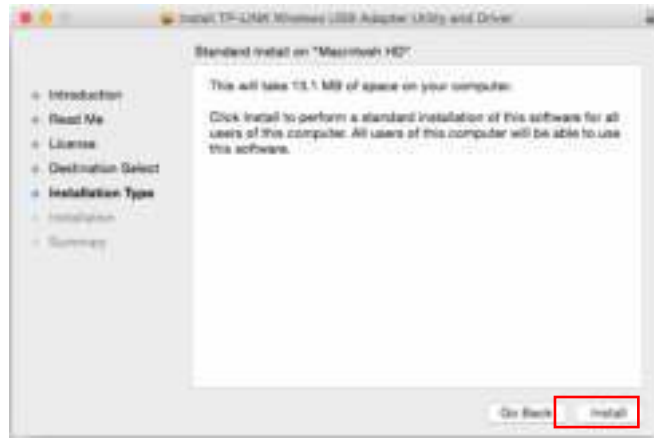 Install TP-LINK Wireless USB Adapter Utility and Driver
Standard Install on "Macintosh HD"
Introduction
Read Me
License
Destination Select
Installation Type
Installation
Summary
This will take 13.1 MB of space on your computer.
Click Install to perform a standard installation of this software for all
users of this computer. All users of this computer will be able to use
this software.
Go Back
Install